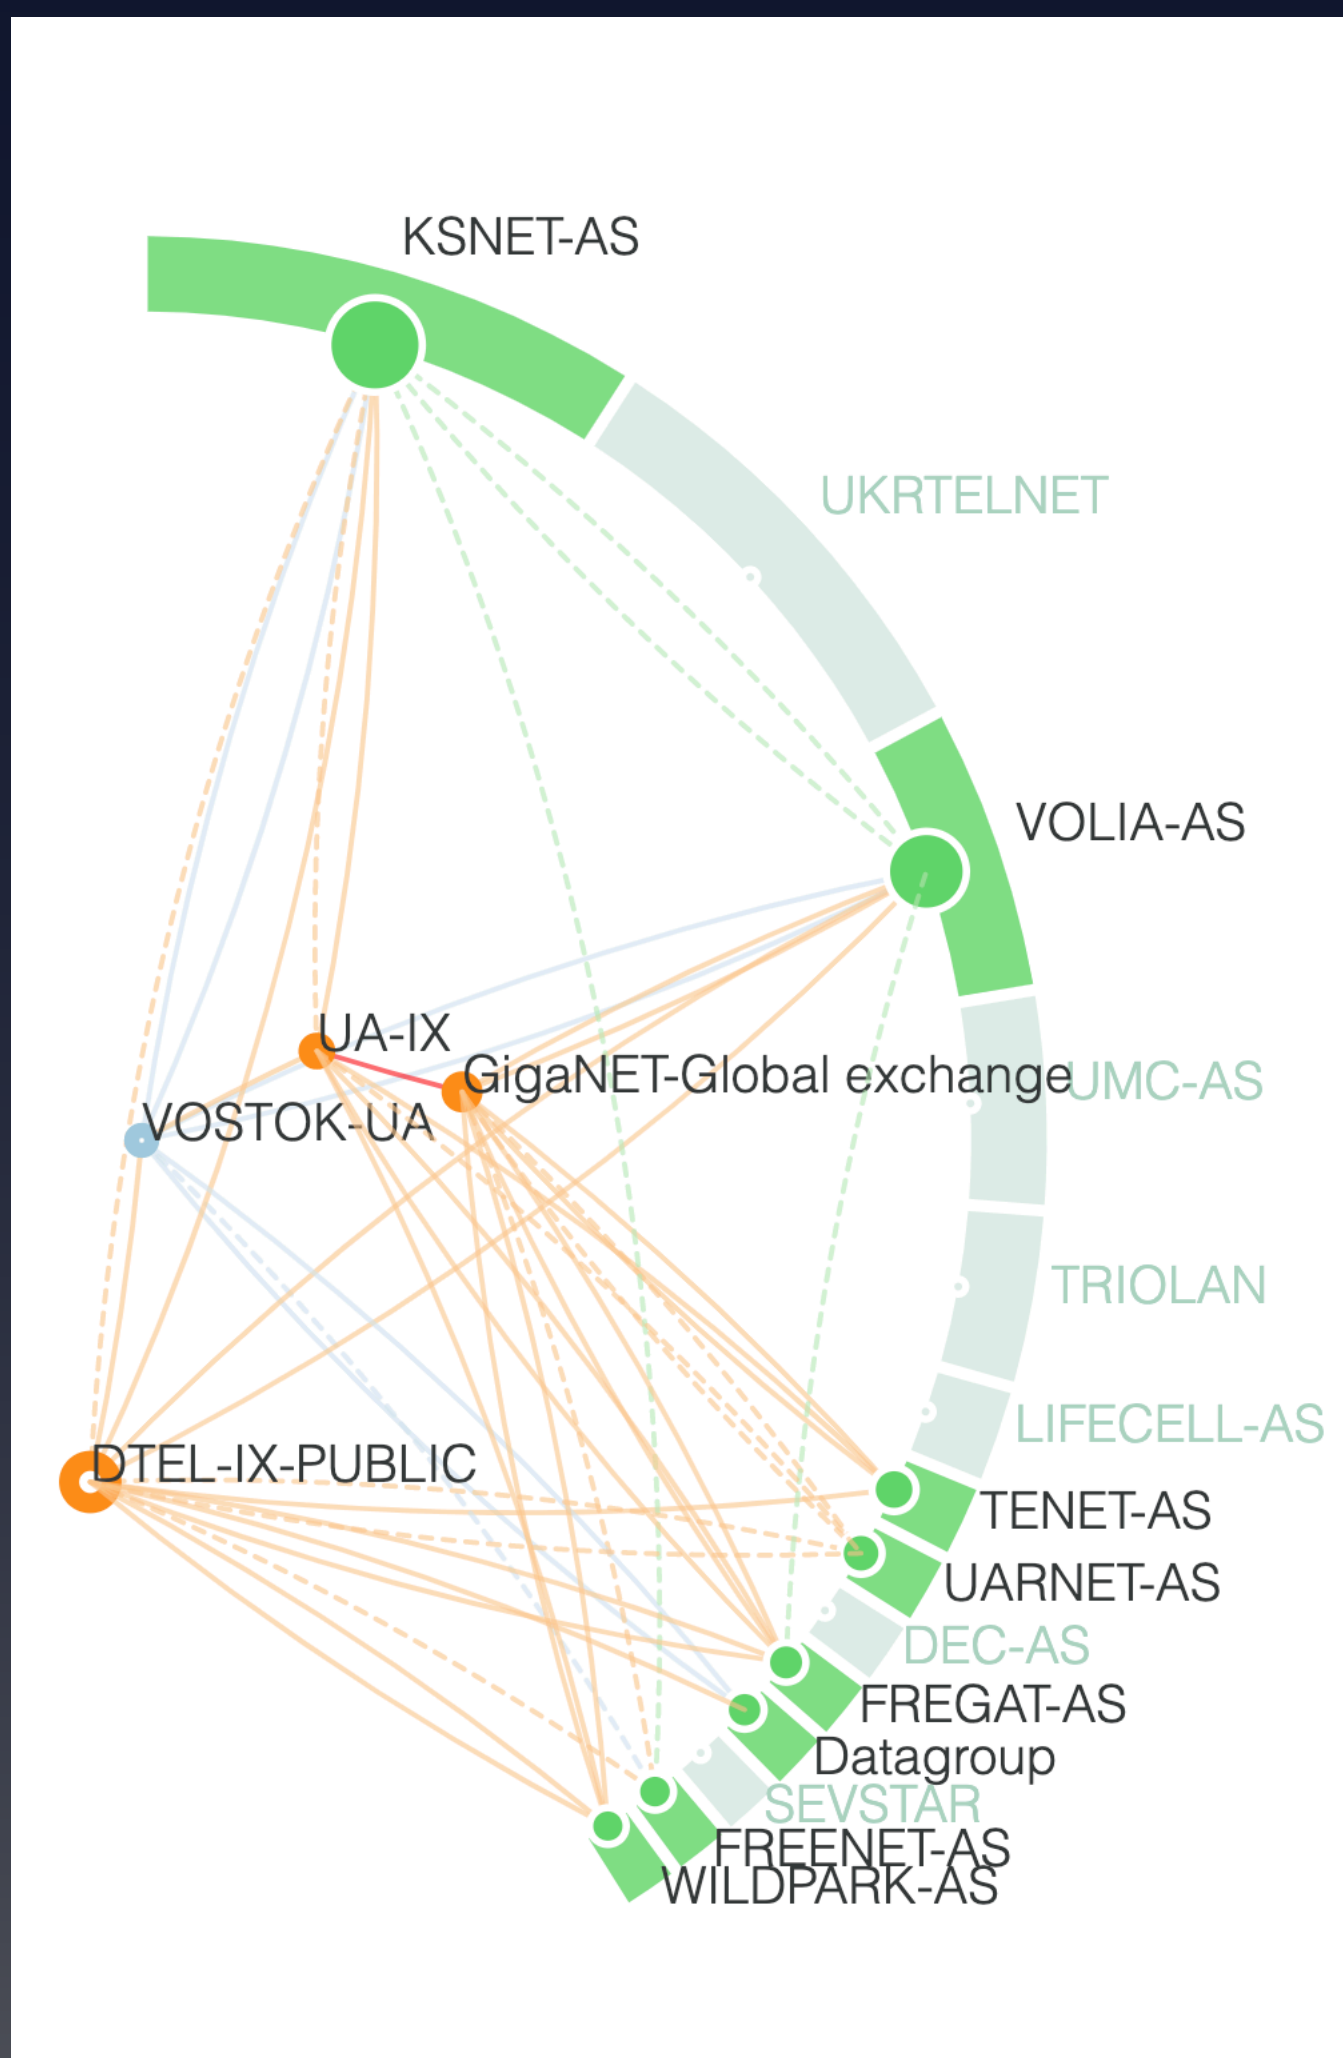 KSNET-AS
UKRTELNET
VOLIA-AS
UA-IX
GigaNET-Global exchange
UMC-AS
VOSTOK-UA
TRIOLAN
LIFECELL-AS
DTEL-IX-PUBLIC
TENET-AS
UARNET-AS
DEC-AS
FREGAT-AS
Datagroup
SEVSTAR
FREENET-AS
WILDPARK-AS